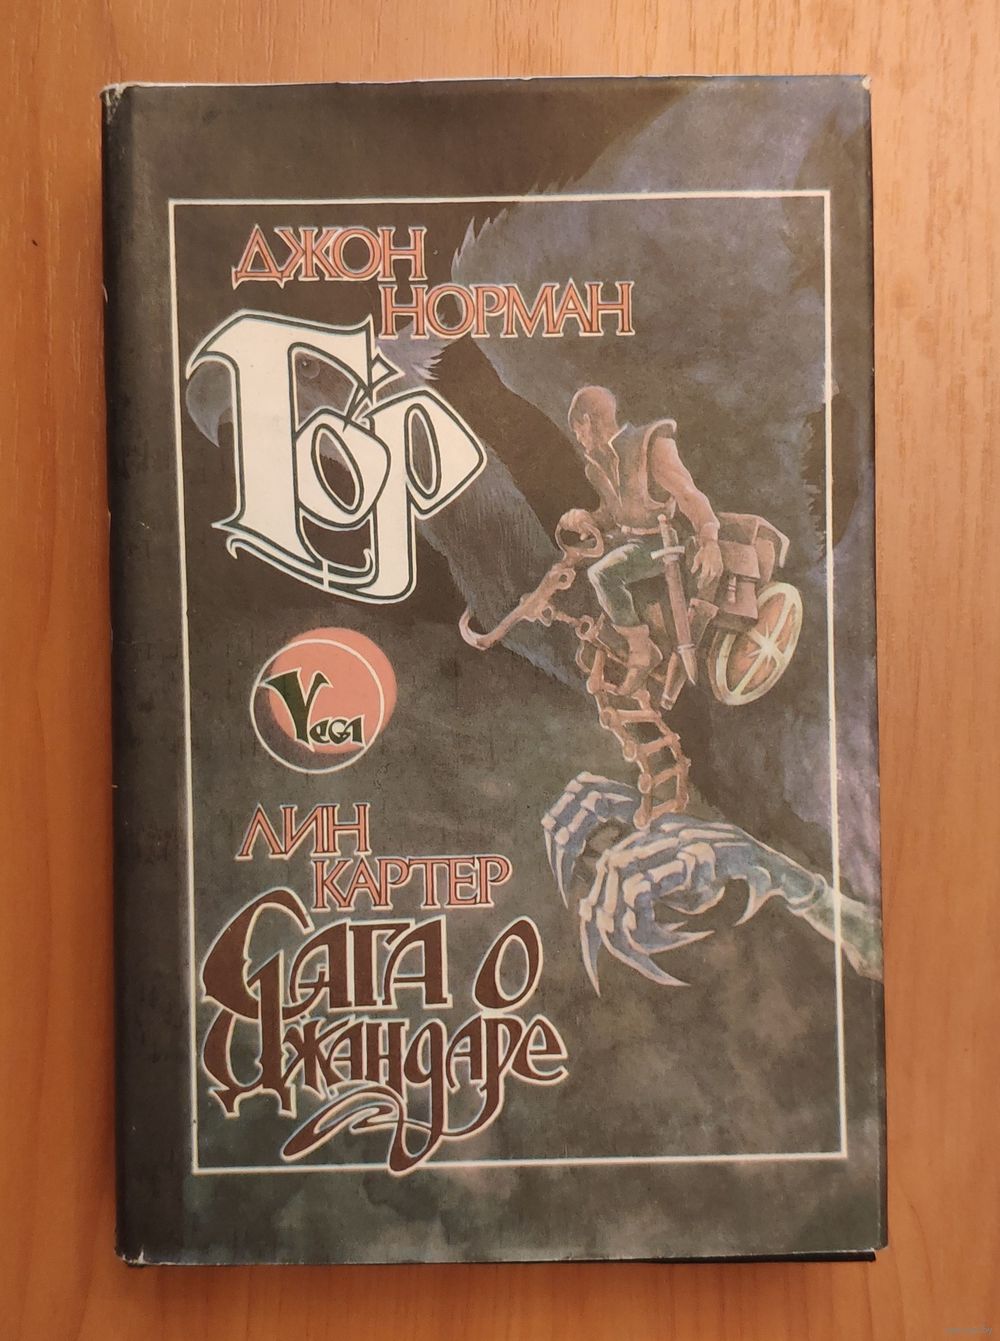 ДЖОН
НОРМАН
Гор
Vega
ЛИН
КАРТЕР
Сага о
Джандаре